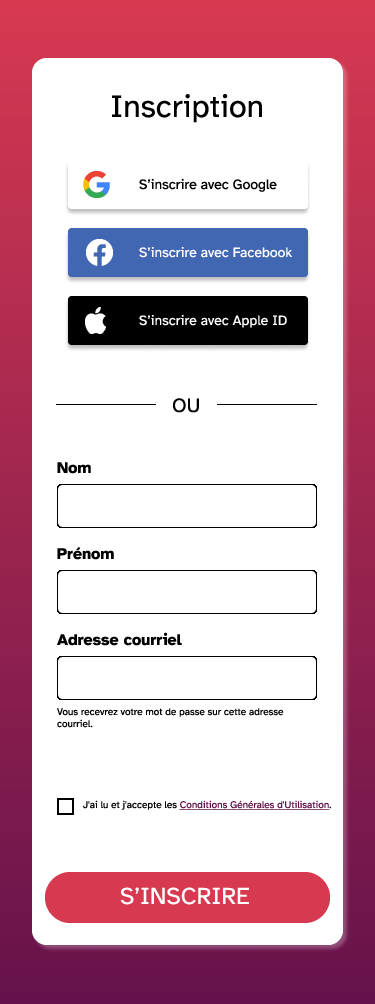 Inscription
S'inscrire avec Google
S'inscrire avec Facebook
S'inscrire avec Apple ID
OU
Nom
Prénom
Adresse courriel
Vous recevrez votre mot de passe sur cette adresse
courriel.
J'ai lu et j'accepte les Conditions Générales d'Utilisation.
S'INSCRIRE